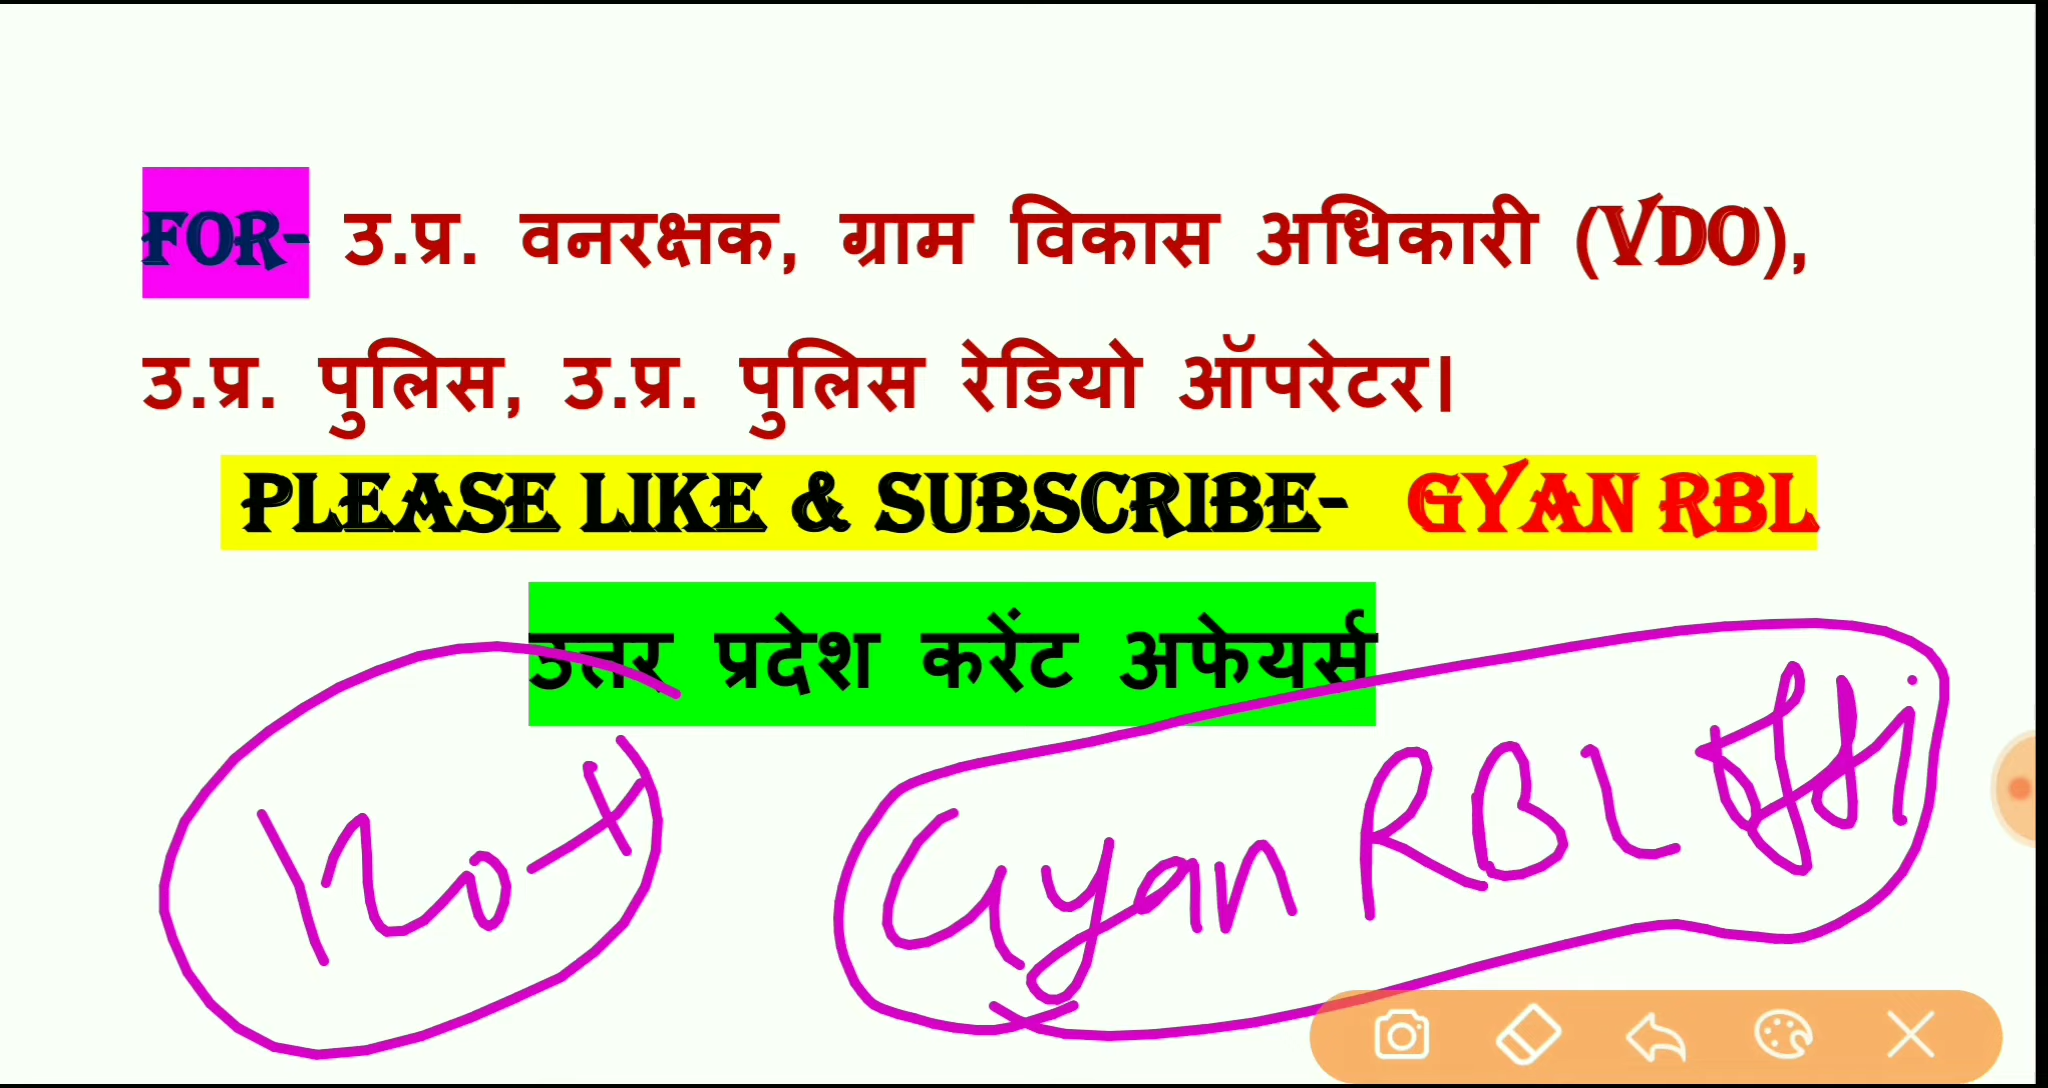 FOR- उ.प्र. वनरक्षक, ग्राम विकास अधिकारी (VDO),
उ.प्र. पुलिस, उ.प्र. पुलिस रेडियो ऑपरेटर।
PLEASE LIKE & SUBSCRIBE- GYAN RBL
उत्तर प्रदेश करेंट अफेयर्स
Gyan RBL